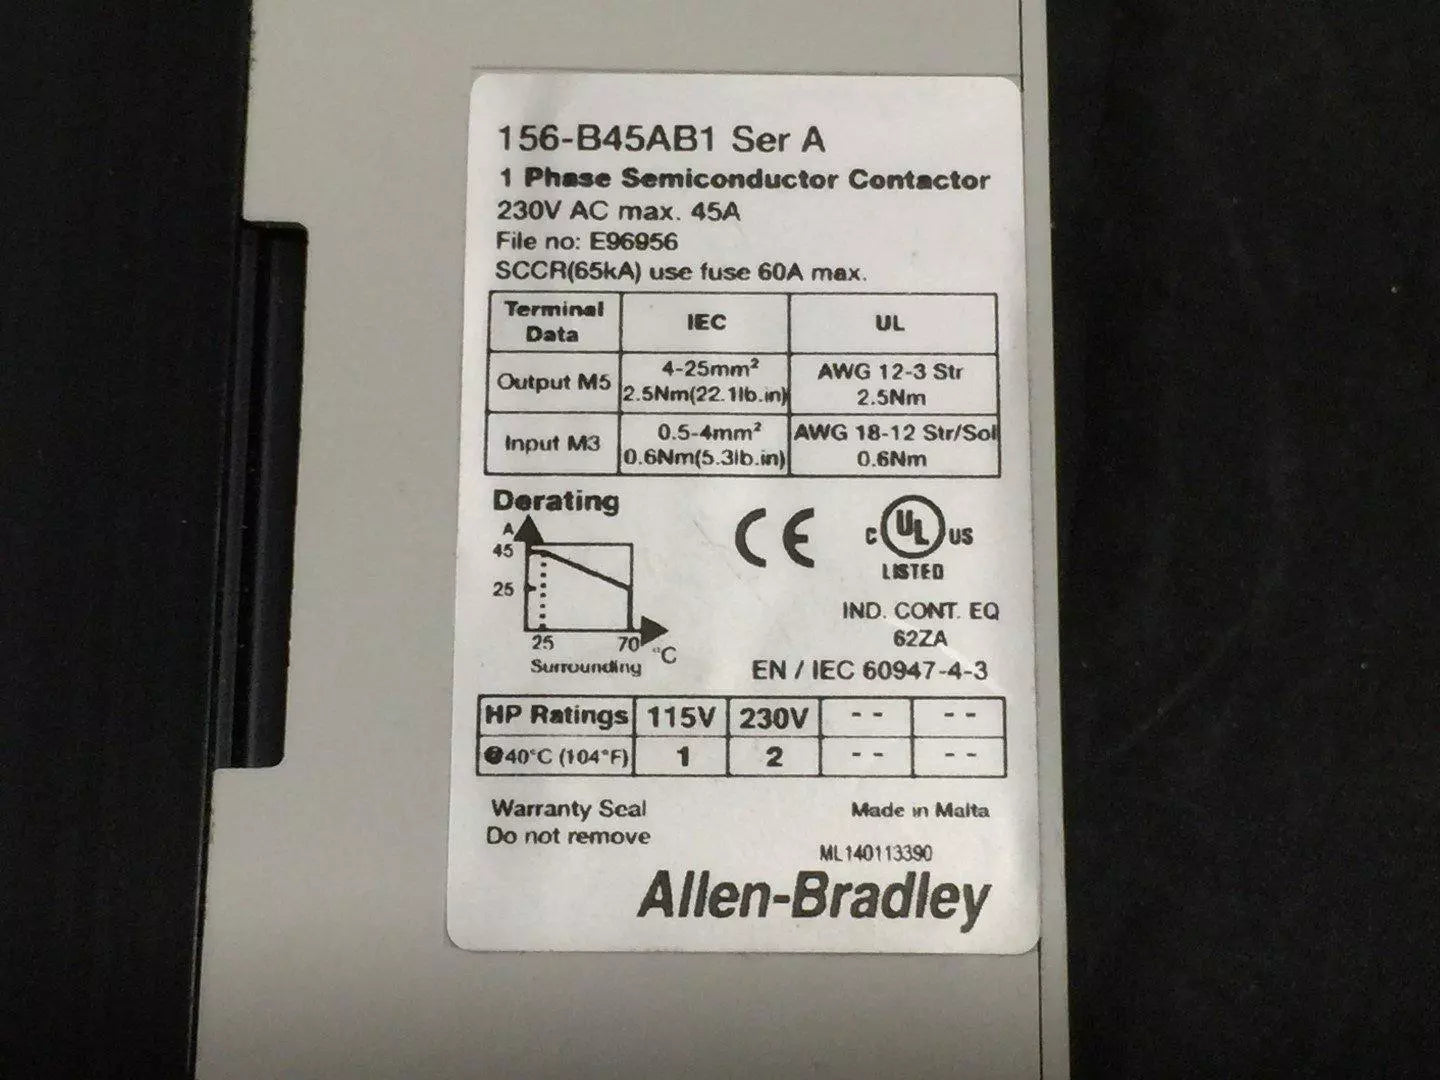 156-B45AB1 Ser A
1 Phase Semiconductor Contactor
230V AC max. 45A
File no: E96956
SCCR(65kA) use fuse 60A max.
Terminal Data IEC UL
Output M5 4-25mm² 2.5Nm(22.1lb.in) AWG 12-3 Str 2.5Nm
Input M3 0.5-4mm² 0.6Nm(5.3lb.in) AWG 18-12 Str/Sol 0.6Nm
Derating
A
45
25
25 70 °C
Surrounding
CE
C UL US
LISTED
IND. CONT. EQ
62ZA
EN / IEC 60947-4-3
HP Ratings 115V 230V -- --
@40°C (104°F) 1 2 -- --
Warranty Seal
Do not remove
Made in Malta
ML140113390
Allen-Bradley